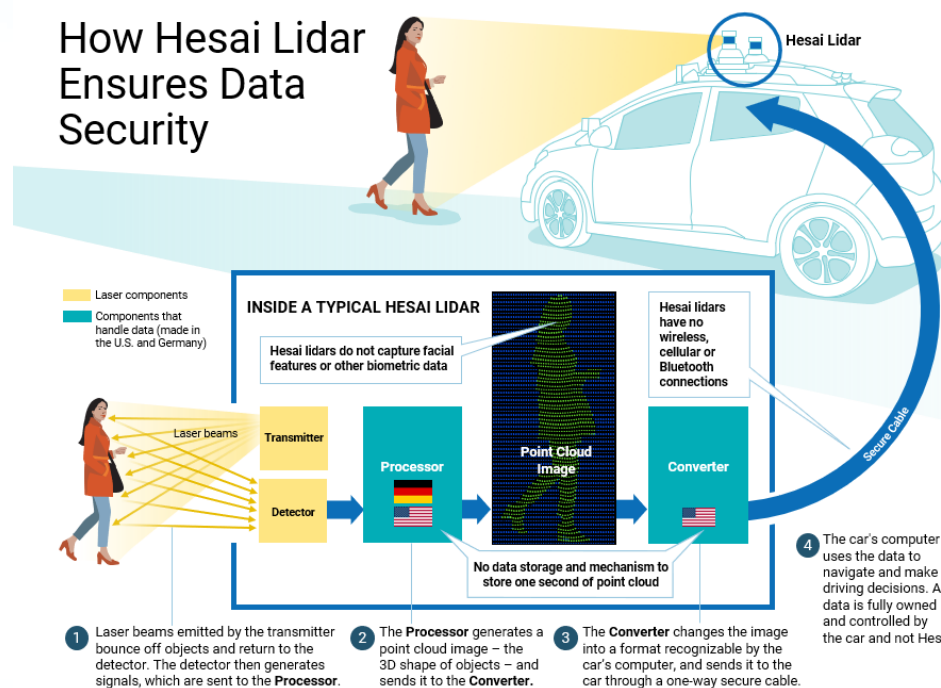 How Hesai Lidar
Ensures Data
Security
Hesai Lidar
Laser components
Components that
handle data (made in
the U.S. and Germany)
INSIDE A TYPICAL HESAI LIDAR
Hesai lidars do not capture facial
features or other biometric data
Hesai lidars
have no
wireless,
cellular or
Bluetooth
connections
Laser beams
Transmitter
Detector
Processor
Point Cloud
Image
Converter
Secure Cable
No data storage and mechanism to
store one second of point cloud
1
Laser beams emitted by the transmitter
bounce off objects and return to the
detector. The detector then generates
signals, which are sent to the Processor.
2
The Processor generates a
point cloud image – the
3D shape of objects – and
sends it to the Converter.
3
The Converter changes the image
into a format recognizable by the
car's computer, and sends it to the
car through a one-way secure cable.
4
The car's computer
uses the data to
navigate and make
driving decisions. A
data is fully owned
and controlled by
the car and not Hes